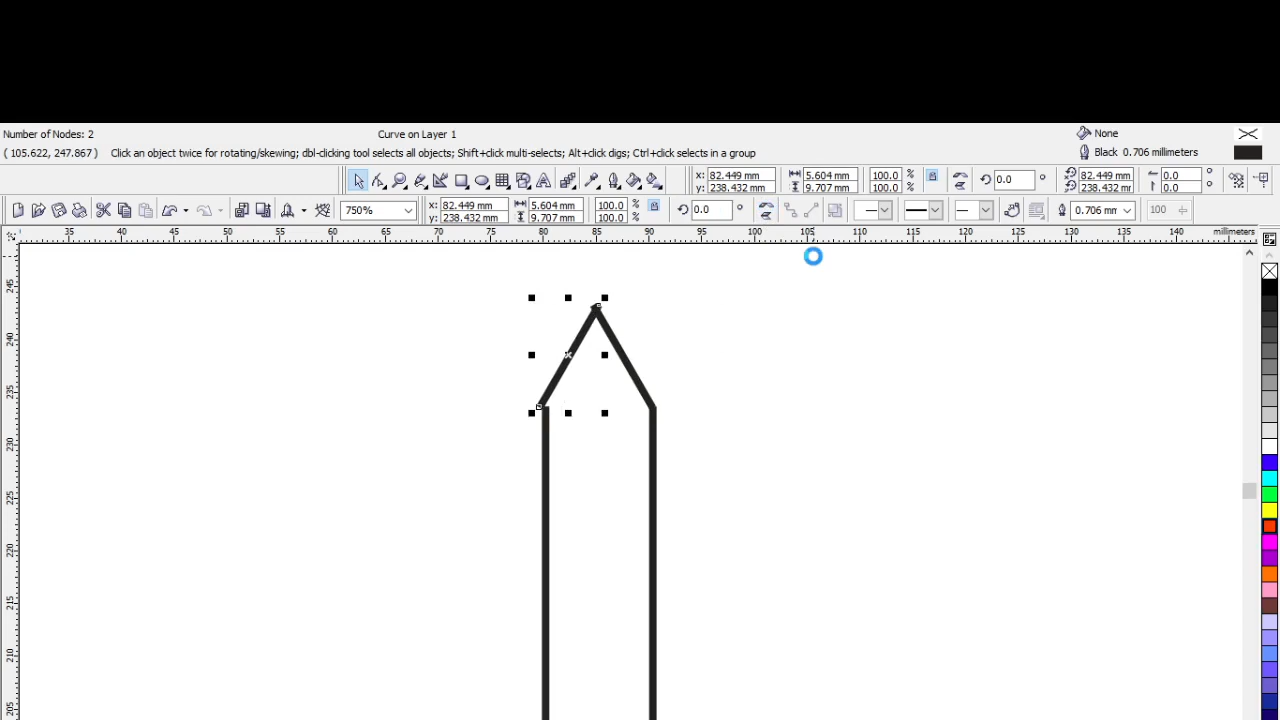 Number of Nodes: 2
Curve on Layer 1
None
( 105.622, 247.867 )
Click an object twice for rotating/skewing; dbl-clicking tool selects all objects; Shift+click multi-selects; Alt+click digs; Ctrl+click selects in a group
Black 0.706 millimeters
x: 82.449 mm 5.604 mm 100.0 % 0.0 ° 82.449 mm 0.0 °
y: 238.432 mm 9.707 mm 100.0 % 238.432 mr 0.0
750% x: 82.449 mm 5.604 mm 100.0 % 0.0 ° 0.706 mm 100
y: 238.432 mm 9.707 mm 100.0 %
35 40 45 50 55 60 65 70 75 80 85 90 95 100 105 110 115 120 125 130 135 140 millimeters
245
240
235
230
225
220
215
210
205